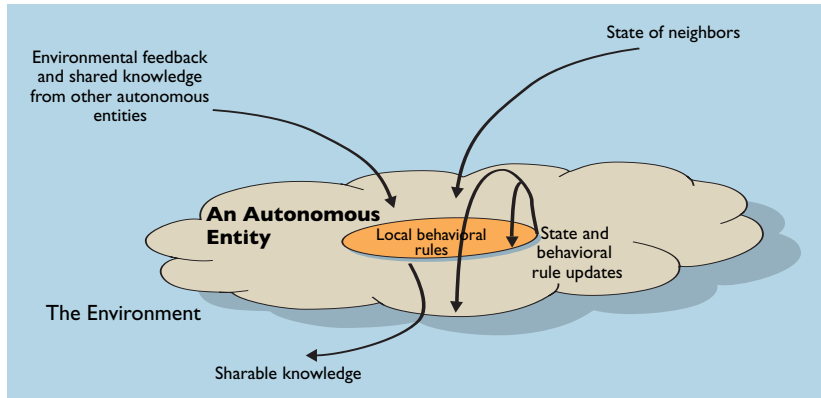 State of neighbors
Environmental feedback
and shared knowledge
from other autonomous
entities
An Autonomous
Entity
Local behavioral
rules
State and
behavioral
rule updates
The Environment
Sharable knowledge